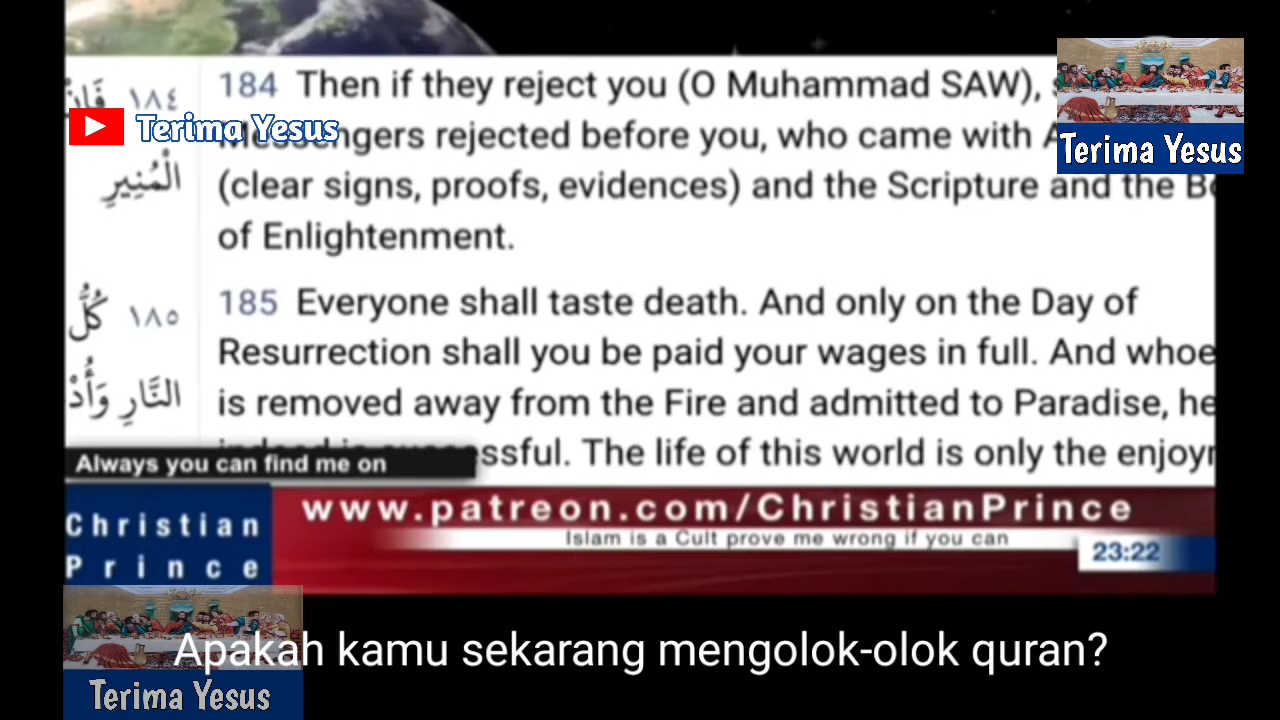 184 Then if they reject you (O Muhammad SAW),
١٨٤
Terima Yesus
Messengers rejected before you, who came with
Terima Yesus
الْمُنِيرِ
(clear signs, proofs, evidences) and the Scripture and the
of Enlightenment.
185 Everyone shall taste death. And only on the Day of
١٨٥ كُلُّ
Resurrection shall you be paid your wages in full. And
النَّارِ
is removed away from the Fire and admitted to Paradise, he
The life of this world is only the
Always you can find me on
Christian
Prince
www.patreon.com/ChristianPrince
Islam is a Cult prove me wrong if you can
23:22
Apakah kamu sekarang mengolok-olok quran?
Terima Yesus